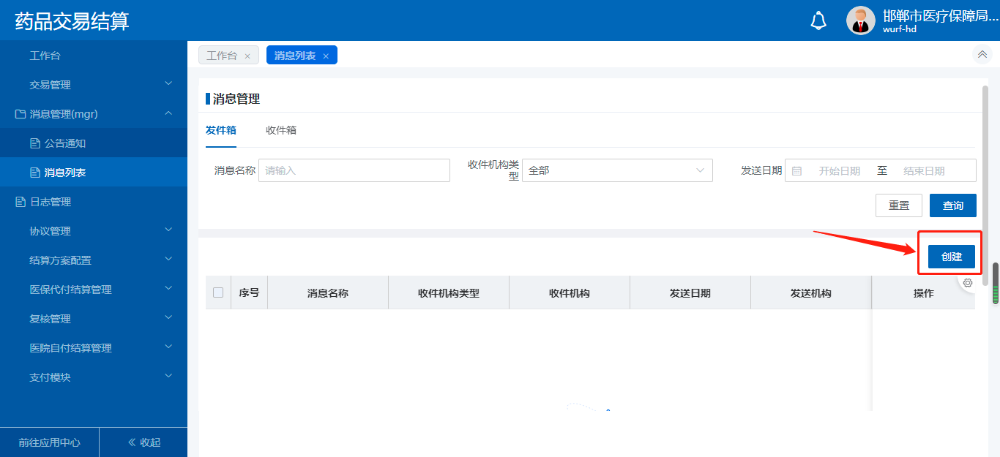 药品交易结算
邯郸市医疗保障局...
wurf-hd
工作台
交易管理
消息管理(mgr)
公告通知
消息列表
日志管理
协议管理
结算方案配置
医保代付结算管理
复核管理
医院自付结算管理
支付模块
前往应用中心
收起
工作台 ×
消息列表 ×
消息管理
发件箱 收件箱
消息名称 请输入
收件机构类型 全部
发送日期 开始日期 至 结束日期
重置 查询
创建
序号 消息名称 收件机构类型 收件机构 发送日期 发送机构 操作